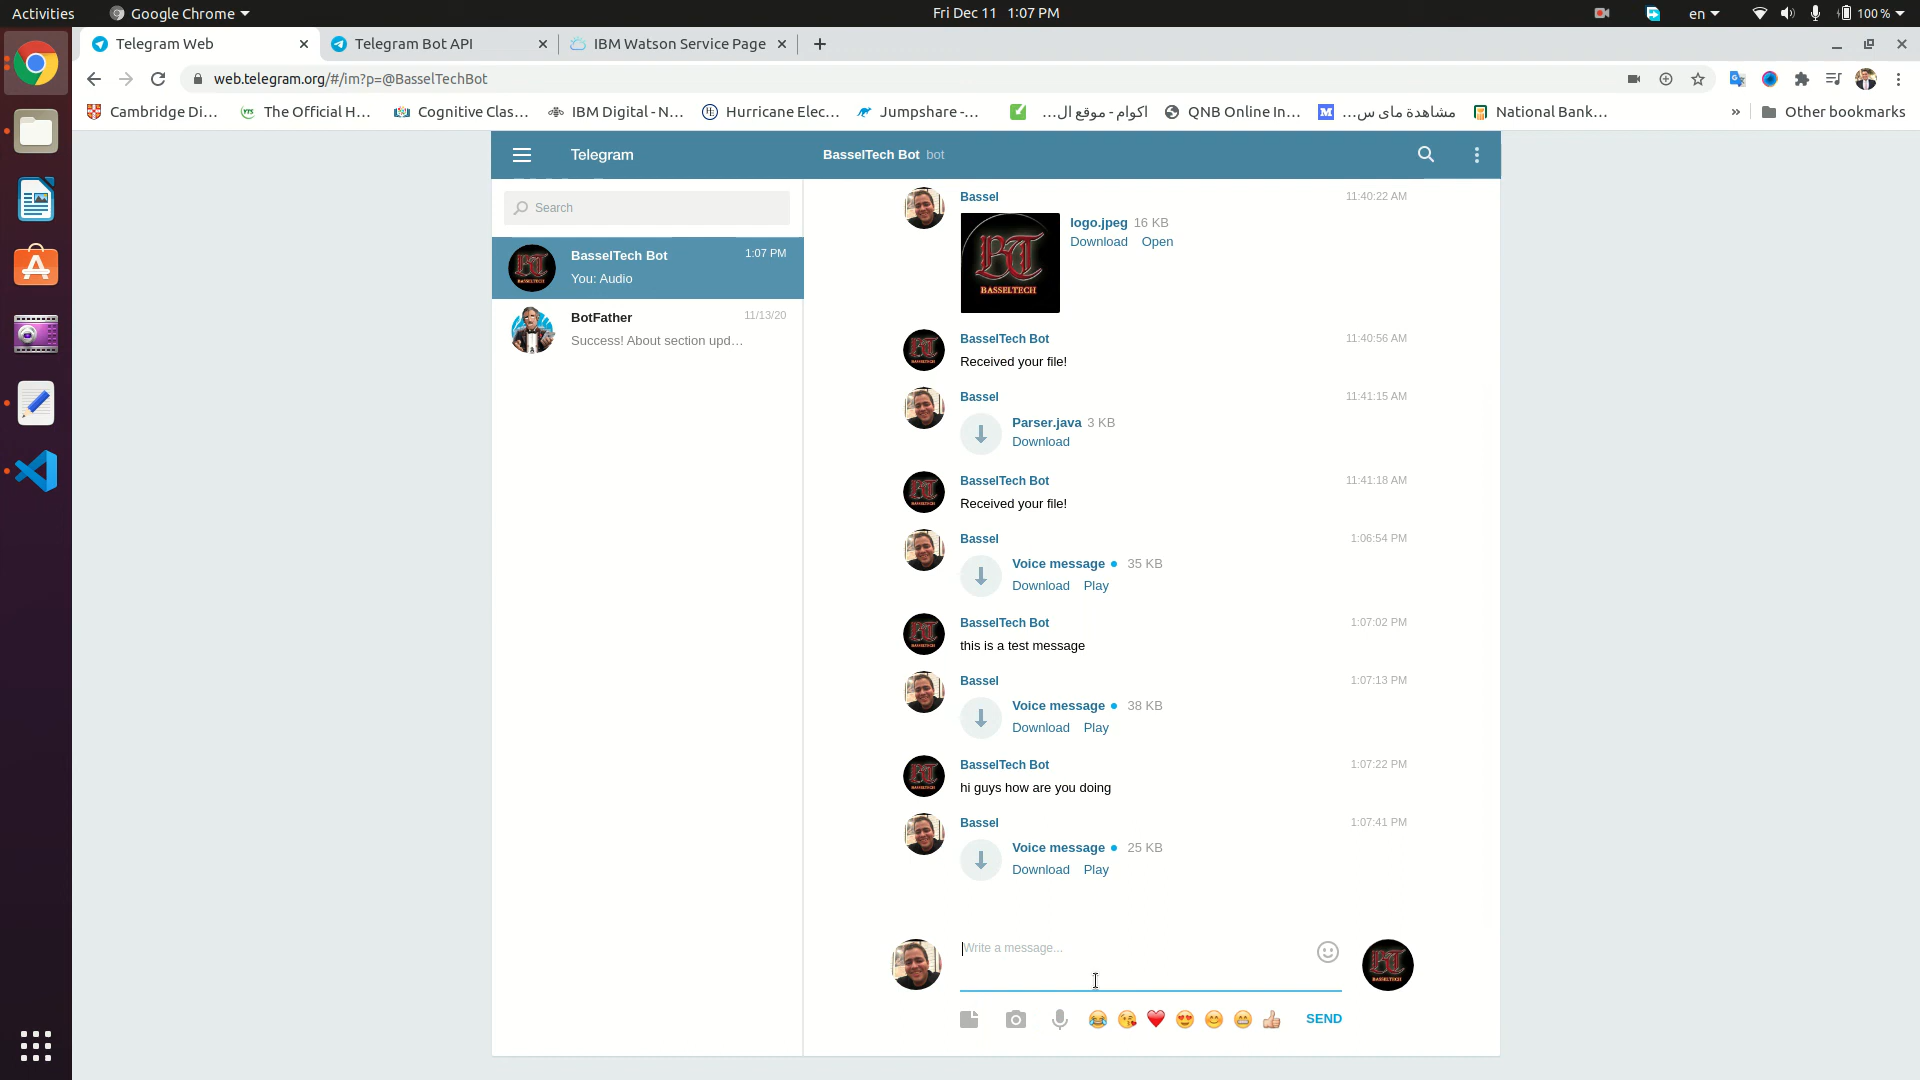 Activities
Google Chrome
Fri Dec 11 1:07 PM
en
100 %
Telegram Web
Telegram Bot API
IBM Watson Service Page
web.telegram.org/#/im?p=@BasselTechBot
Cambridge Di...
The Official H...
Cognitive Clas...
IBM Digital - N...
Hurricane Elec...
Jumpshare -...
اكوام - موقع ال...
QNB Online In...
مشاهدة ماى س...
National Bank...
»
Other bookmarks
Telegram
BasselTech Bot bot
Search
BasselTech Bot 1:07 PM
You: Audio
BotFather 11/13/20
Success! About section upd...
Bassel 11:40:22 AM
logo.jpeg 16 KB
Download Open
BT
BASSELTECH
BasselTech Bot 11:40:56 AM
Received your file!
Bassel 11:41:15 AM
Parser.java 3 KB
Download
BasselTech Bot 11:41:18 AM
Received your file!
Bassel 1:06:54 PM
Voice message 35 KB
Download Play
BasselTech Bot 1:07:02 PM
this is a test message
Bassel 1:07:13 PM
Voice message 38 KB
Download Play
BasselTech Bot 1:07:22 PM
hi guys how are you doing
Bassel 1:07:41 PM
Voice message 25 KB
Download Play
Write a message...
SEND